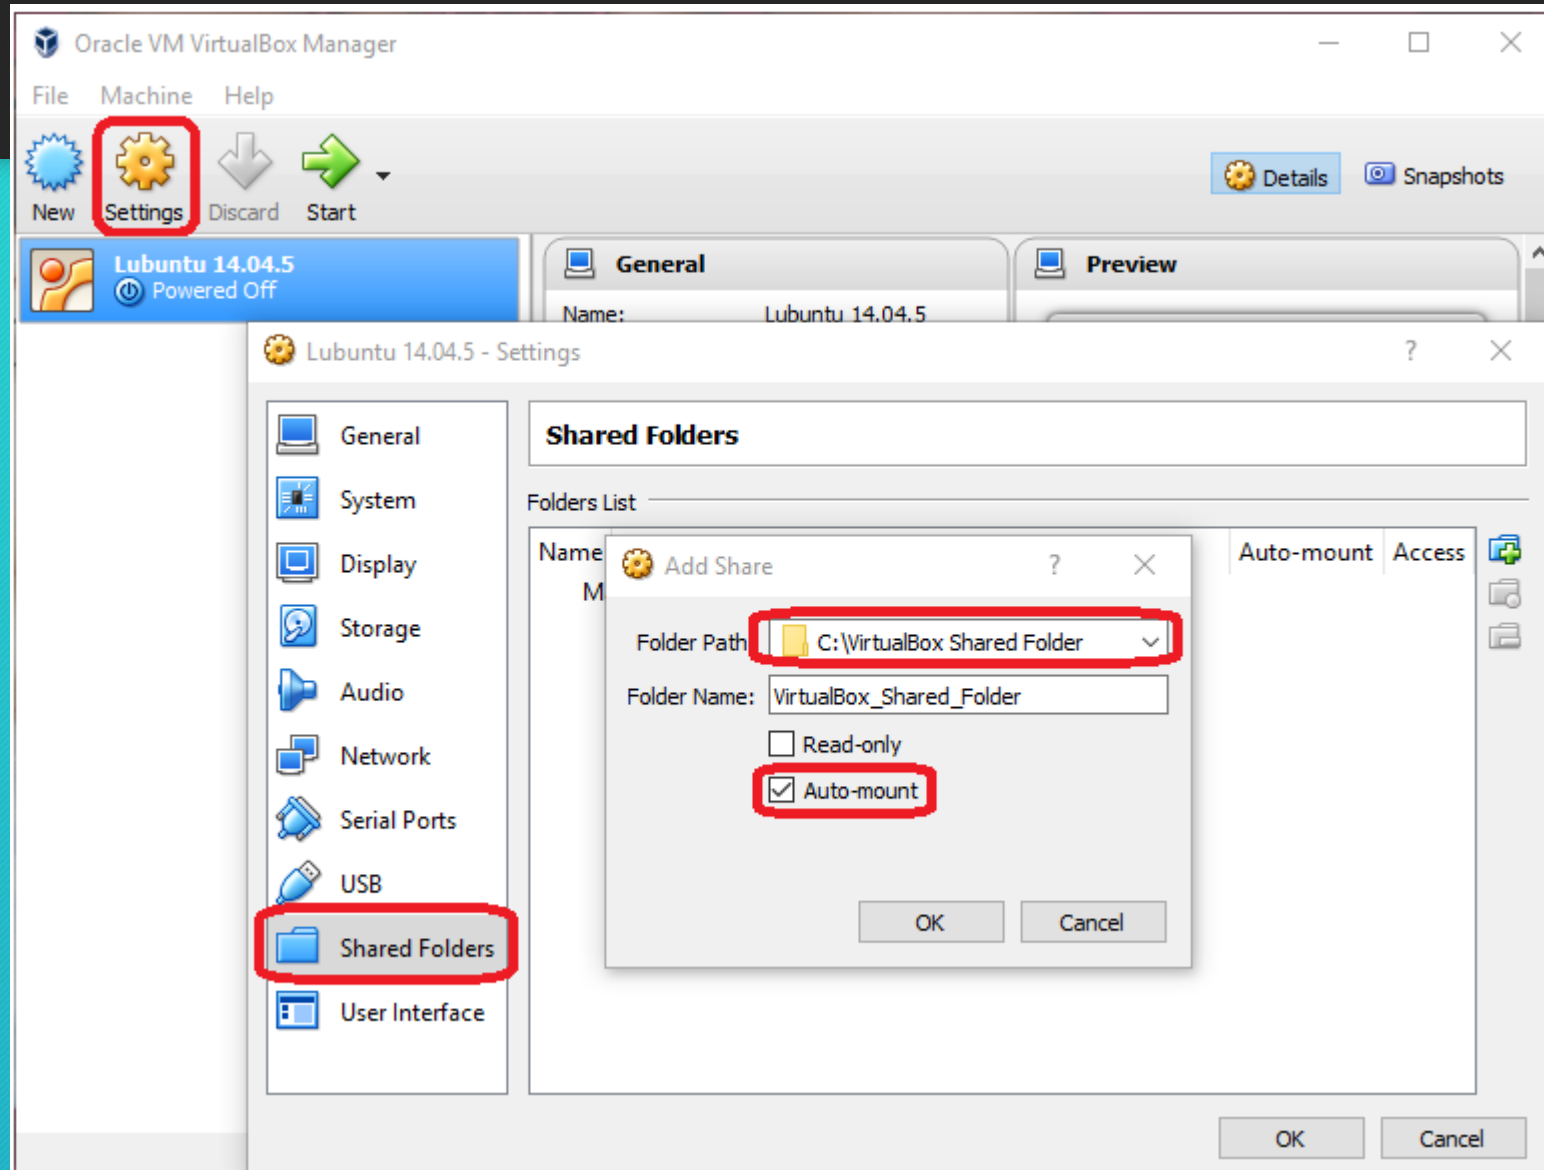 Oracle VM VirtualBox Manager
File Machine Help
New Settings Discard Start
Details Snapshots
Lubuntu 14.04.5
Powered Off
General
Preview
Name: Lubuntu 14.04.5
Lubuntu 14.04.5 - Settings
?
General
System
Display
Storage
Audio
Network
Serial Ports
USB
Shared Folders
User Interface
Shared Folders
Folders List
Name Auto-mount Access
M
Add Share
?
Folder Path C:\VirtualBox Shared Folder
Folder Name: VirtualBox_Shared_Folder
Read-only
Auto-mount
OK Cancel
OK Cancel